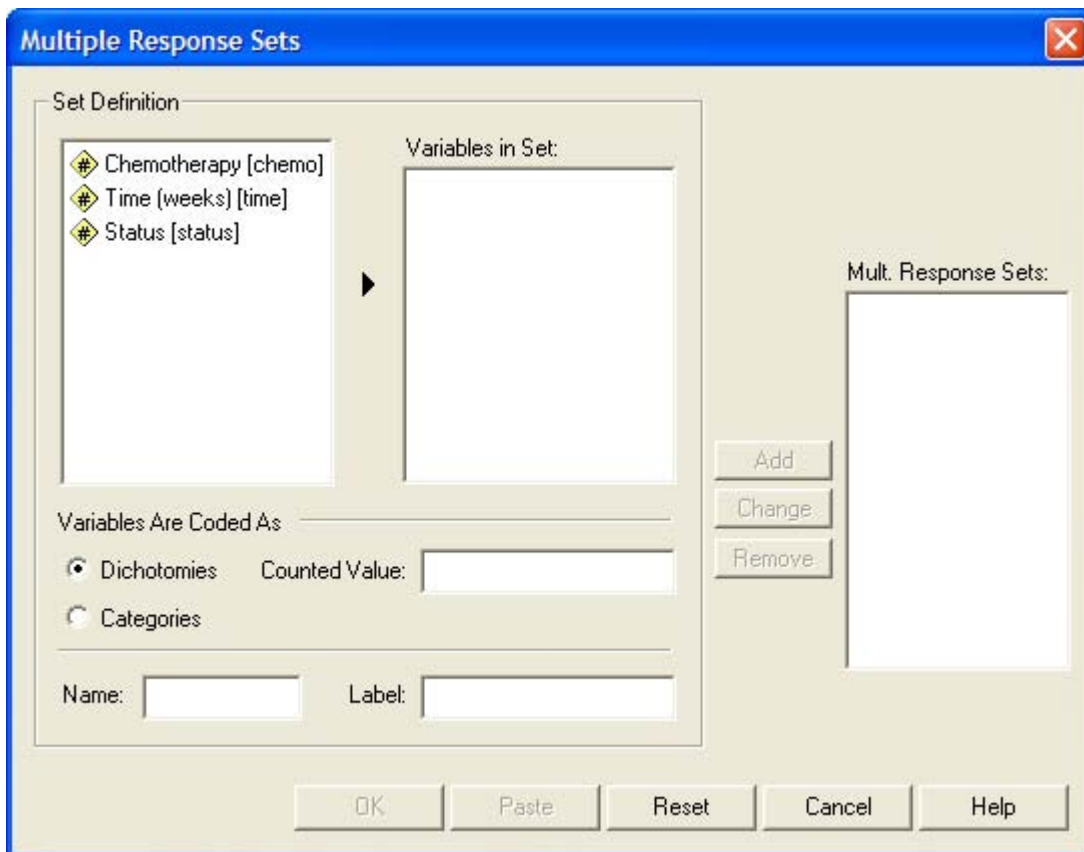 Multiple Response Sets
Set Definition
# Chemotherapy [chemo]
# Time (weeks) [time]
# Status [status]
Variables in Set:
Mult. Response Sets:
Add
Change
Remove
Variables Are Coded As
Dichotomies
Counted Value:
Categories
Name:
Label:
OK
Paste
Reset
Cancel
Help